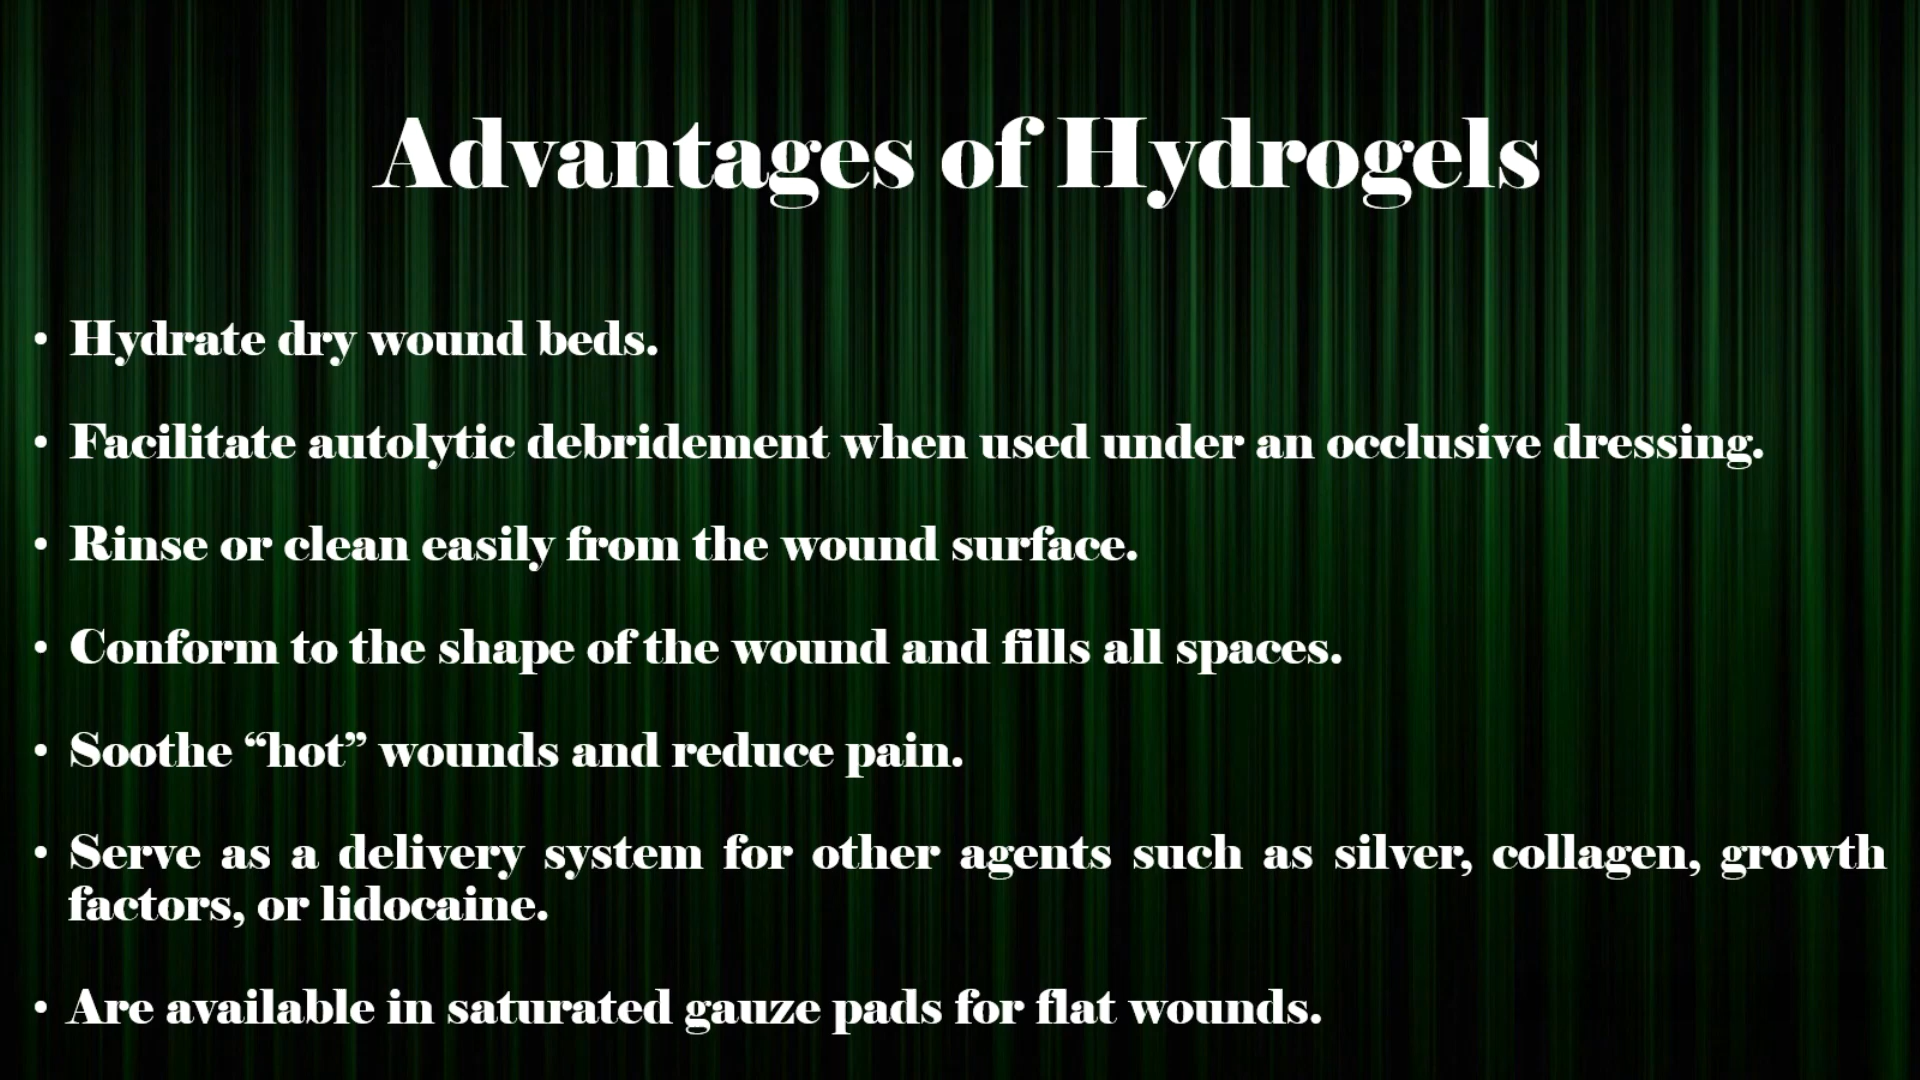 Advantages of Hydrogels
• Hydrate dry wound beds.
• Facilitate autolytic debridement when used under an occlusive dressing.
• Rinse or clean easily from the wound surface.
• Conform to the shape of the wound and fills all spaces.
• Soothe “hot” wounds and reduce pain.
• Serve as a delivery system for other agents such as silver, collagen, growth
factors, or lidocaine.
• Are available in saturated gauze pads for flat wounds.